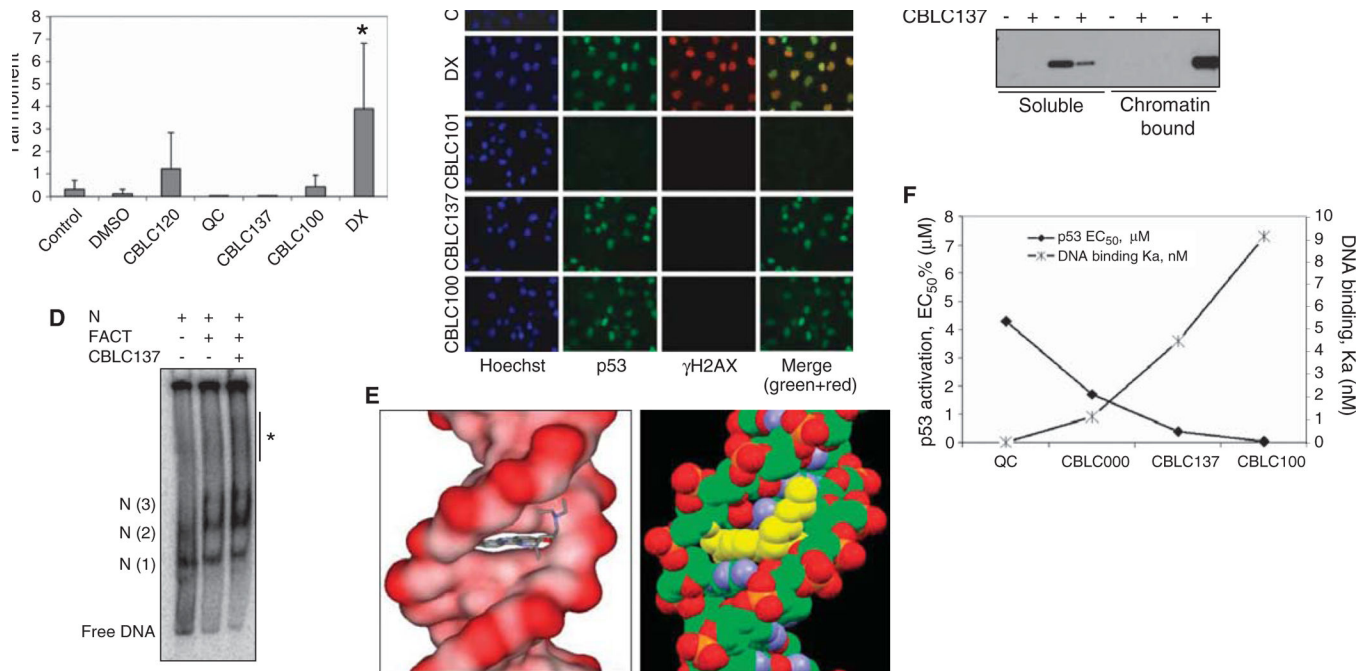 8
7
6
5
4
3
2
1
0
*
Control
DMSO
CBLC120
QC
CBLC137
CBLC100
DX
C
DX
CBLC101
CBLC137
CBLC100
Hoechst p53 γH2AX Merge
(green+red)
CBLC137 - + - + - + - +
Soluble Chromatin
bound
D
N + + +
FACT - + +
CBLC137 - - +
*
N (3)
N (2)
N (1)
Free DNA
E
F
p53 activation, EC50% (μM)
8
7
6
5
4
3
2
1
0
p53 EC50, μM
DNA binding Ka, nM
10
9
8
7
6
5
4
3
2
1
0
DNA binding, Ka (nM)
QC CBLC000 CBLC137 CBLC100